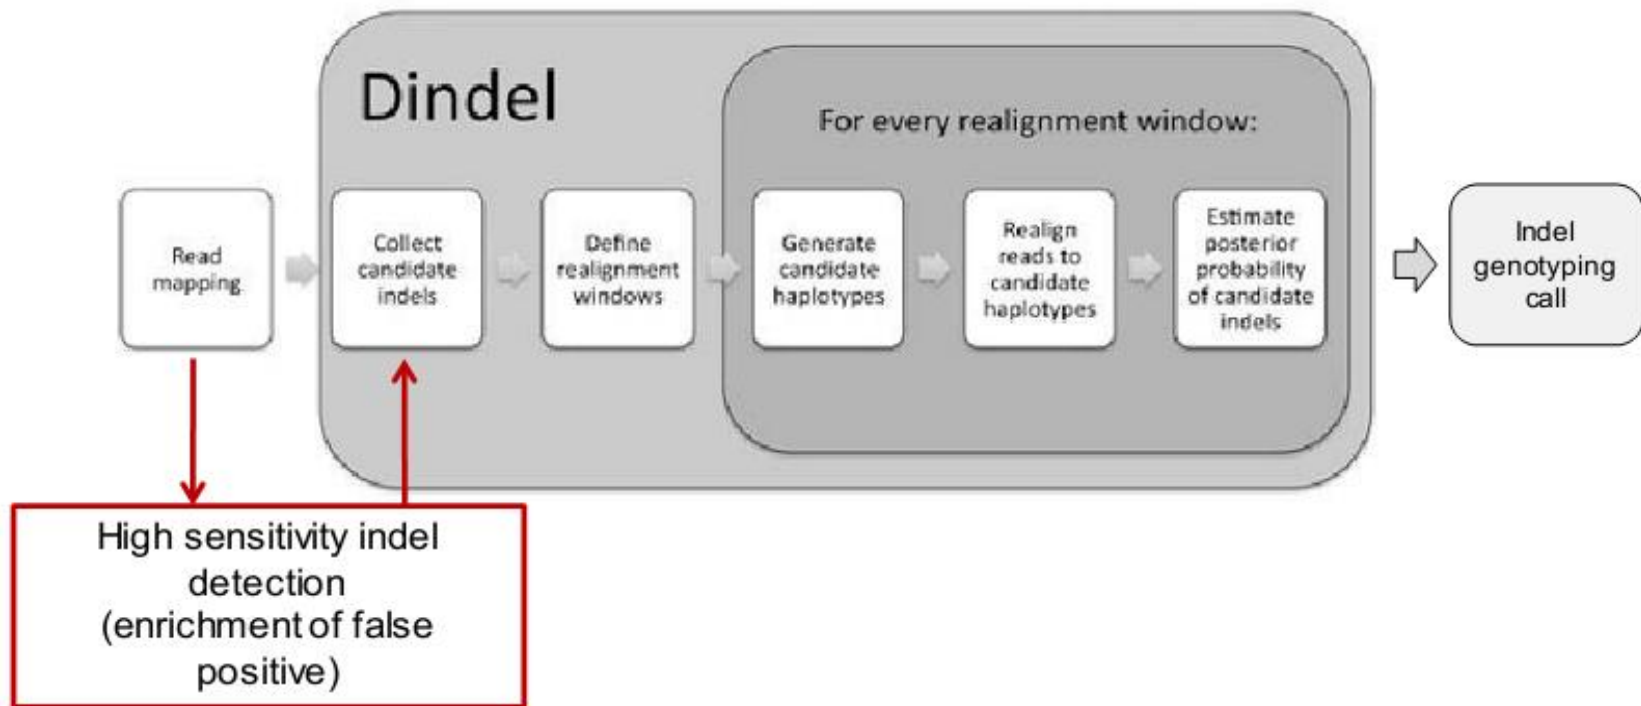 Dindel
For every realignment window:
Read
mapping
Collect
candidate
indels
Define
realignment
windows
Generate
candidate
haplotypes
Realign
reads to
candidate
haplotypes
Estimate
posterior
probability
of candidate
indels
Indel
genotyping
call
High sensitivity indel
detection
(enrichment of false
positive)